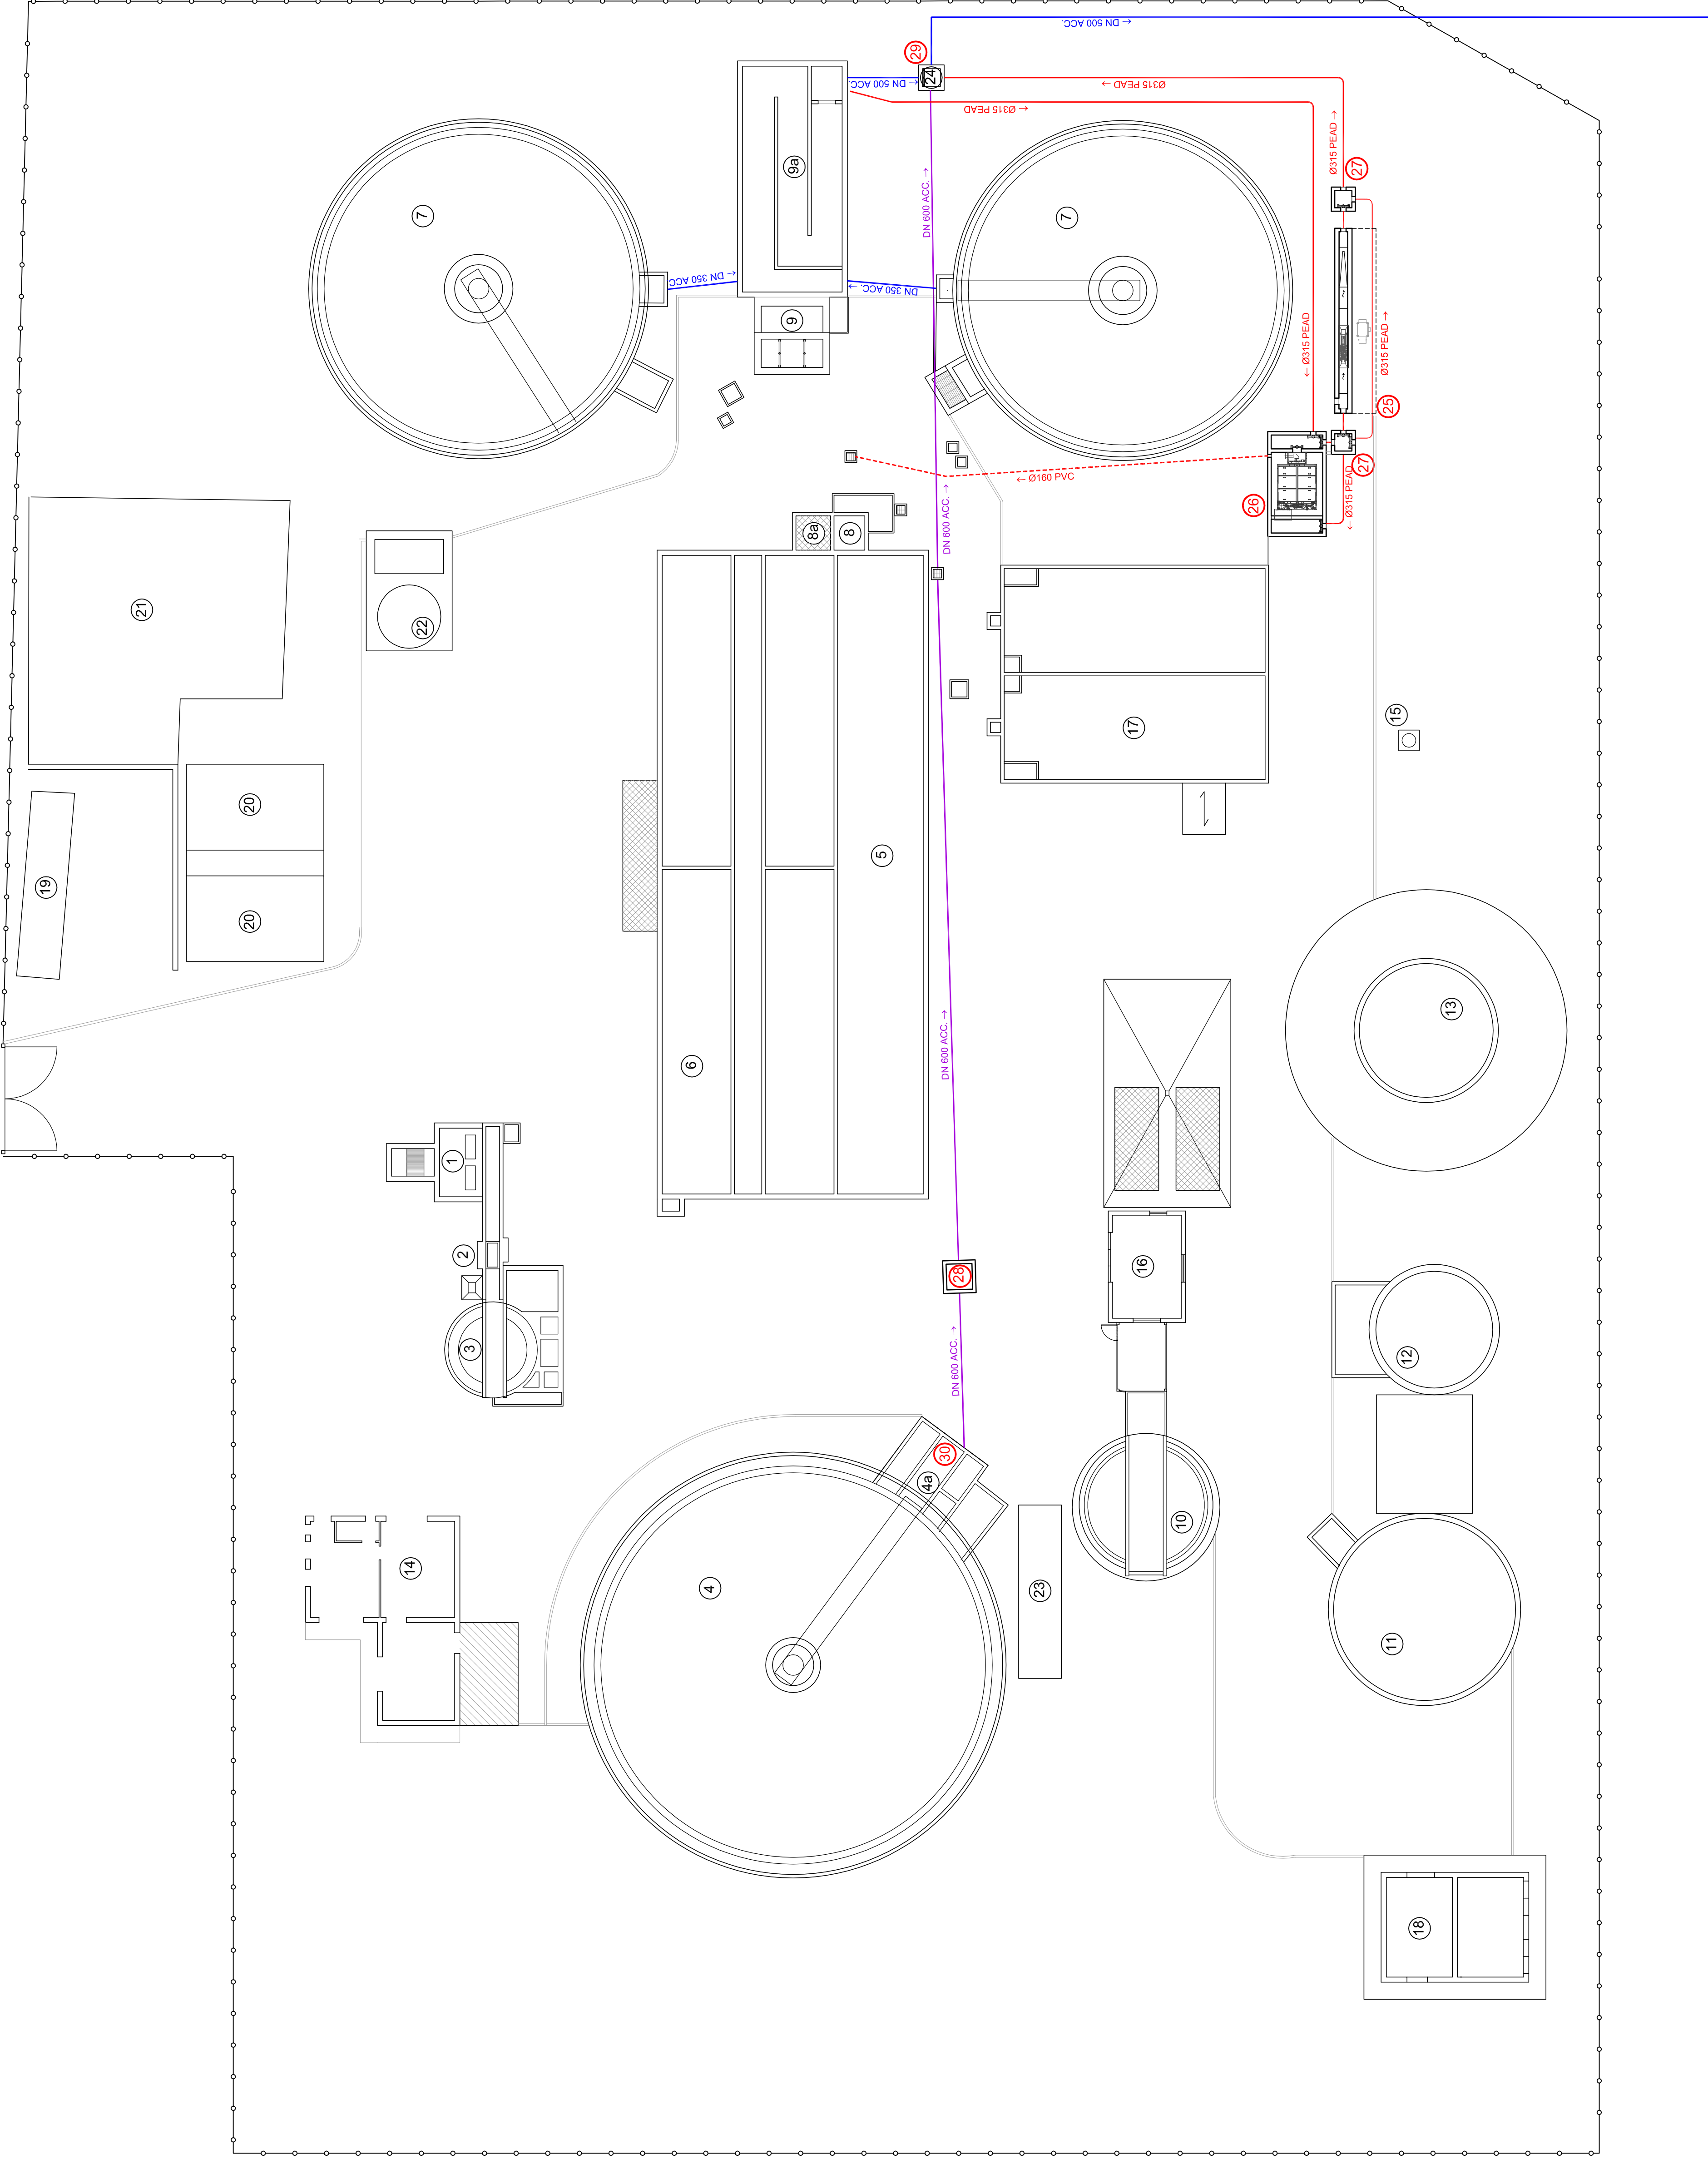 ← DN 500 ACC.
29
24
← DN 500 ACC.
Ø315 PEAD →
Ø315 PEAD →
9a
DN 600 ACC. →
Ø315 PEAD →
27
7
7
← DN 350 ACC.
DN 350 ACC. →
9
← Ø315 PEAD
Ø315 PEAD →
25
27
← Ø160 PVC
← Ø315 PEAD
26
8a
8
DN 600 ACC. →
21
22
17
15
20
19
5
20
13
6
DN 600 ACC. →
1
2
16
28
3
DN 600 ACC. →
12
30
4a
10
14
4
23
11
18